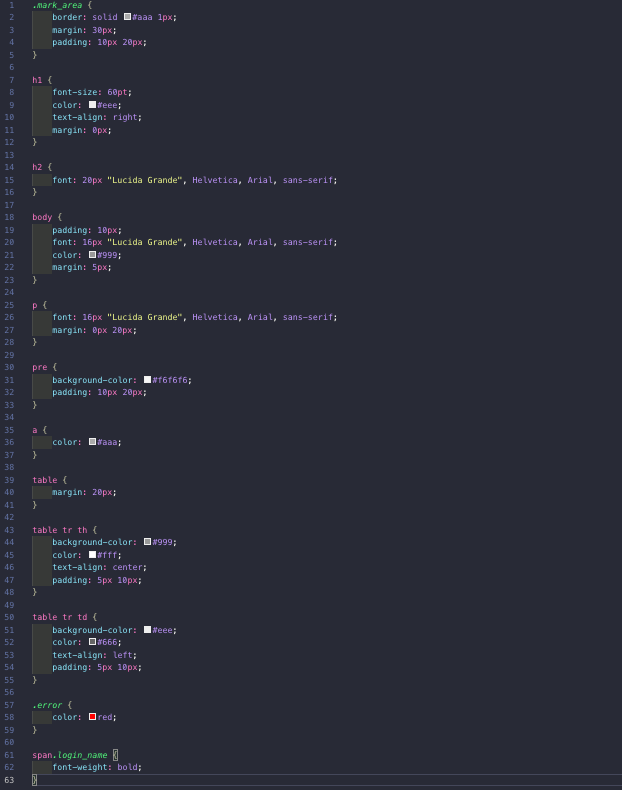 1 .mark_area {
2 border: solid #aaa 1px;
3 margin: 30px;
4 padding: 10px 20px;
5 }
6
7 h1 {
8 font-size: 60pt;
9 color: #eee;
10 text-align: right;
11 margin: 0px;
12 }
13
14 h2 {
15 font: 20px "Lucida Grande", Helvetica, Arial, sans-serif;
16 }
17
18 body {
19 padding: 10px;
20 font: 16px "Lucida Grande", Helvetica, Arial, sans-serif;
21 color: #999;
22 margin: 5px;
23 }
24
25 p {
26 font: 16px "Lucida Grande", Helvetica, Arial, sans-serif;
27 margin: 0px 20px;
28 }
29
30 pre {
31 background-color: #f6f6f6;
32 padding: 10px 20px;
33 }
34
35 a {
36 color: #aaa;
37 }
38
39 table {
40 margin: 20px;
41 }
42
43 table tr th {
44 background-color: #999;
45 color: #fff;
46 text-align: center;
47 padding: 5px 10px;
48 }
49
50 table tr td {
51 background-color: #eee;
52 color: #666;
53 text-align: left;
54 padding: 5px 10px;
55 }
56
57 .error {
58 color: red;
59 }
60
61 span.login_name {
62 font-weight: bold;
63 }